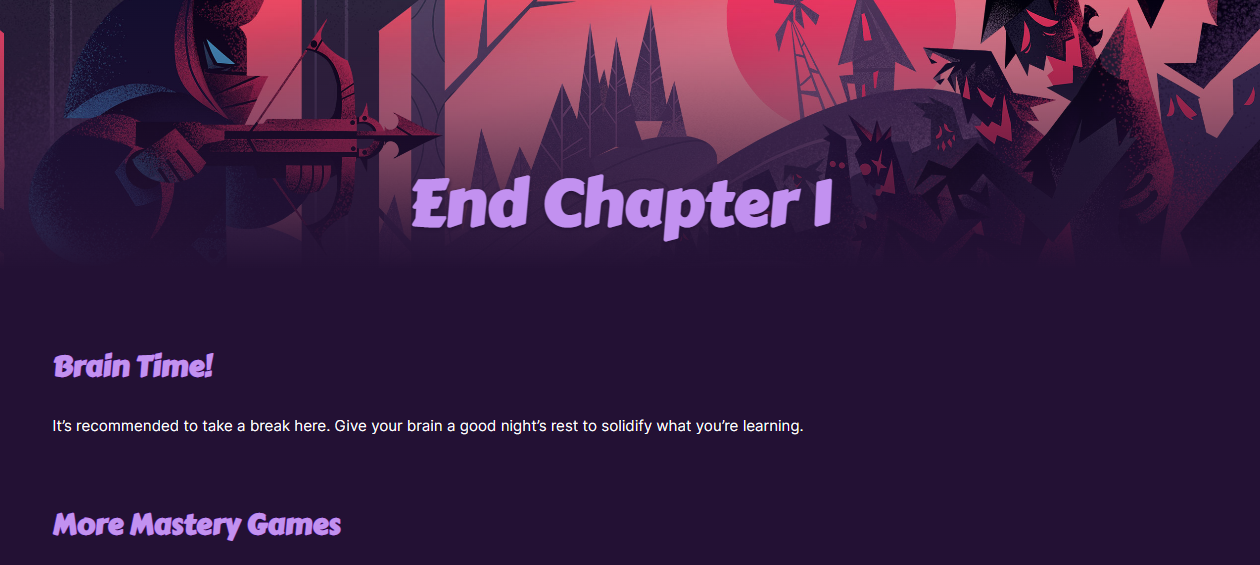 End Chapter 1
Brain Time!
It’s recommended to take a break here. Give your brain a good night’s rest to solidify what you’re learning.
More Mastery Games